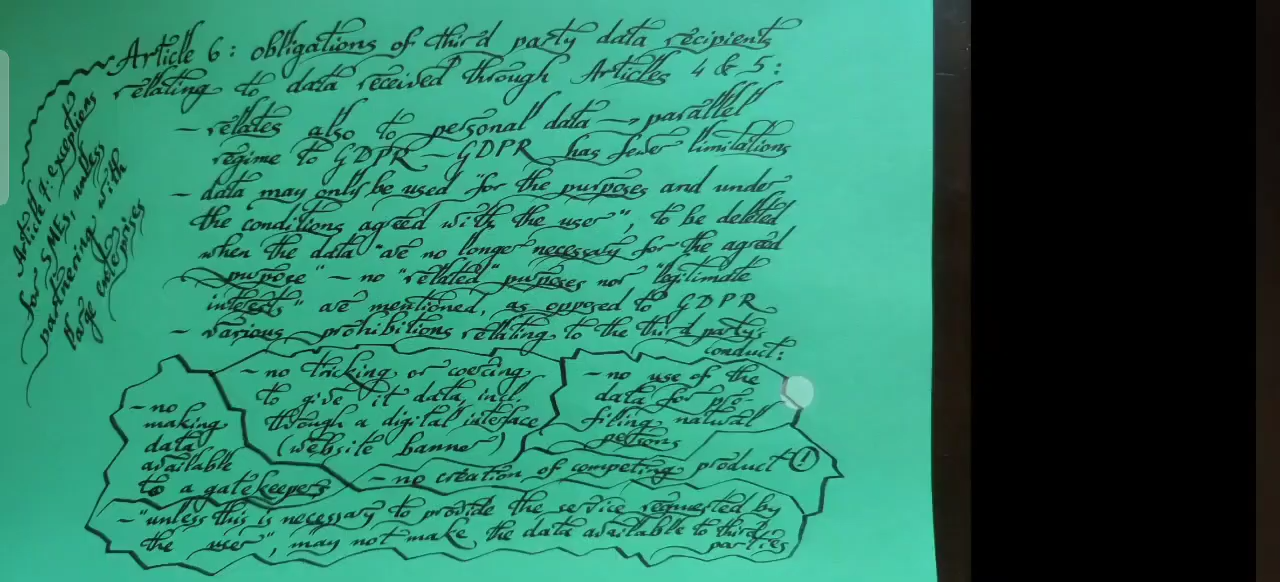 Article 6: obligations of third party data recipients
relating to data received through Articles 4 & 5:
- relates also to personal data → parallel
regime to GDPR - GDPR has fewer limitations
- data may only be used "for the purposes and under
the conditions agreed with the user", to be deleted
when the data "are no longer necessary for the agreed
purpose" - no "related" purposes nor "legitimate
interests" are mentioned, as opposed to GDPR
- various prohibitions relating to the third party's
conduct:
- no making
data
available
to a gatekeepers
- no tricking or coercing
to give it data, incl.
through a digital interface
(website banner)
- no use of the
data for pro-
filing natural
persons
- no creation of competing product (!)
- "unless this is necessary to provide the service requested by
the user", may not make the data available to third
parties
Article 7: exceptions
for SMEs, unless
partnering with
large enterprises